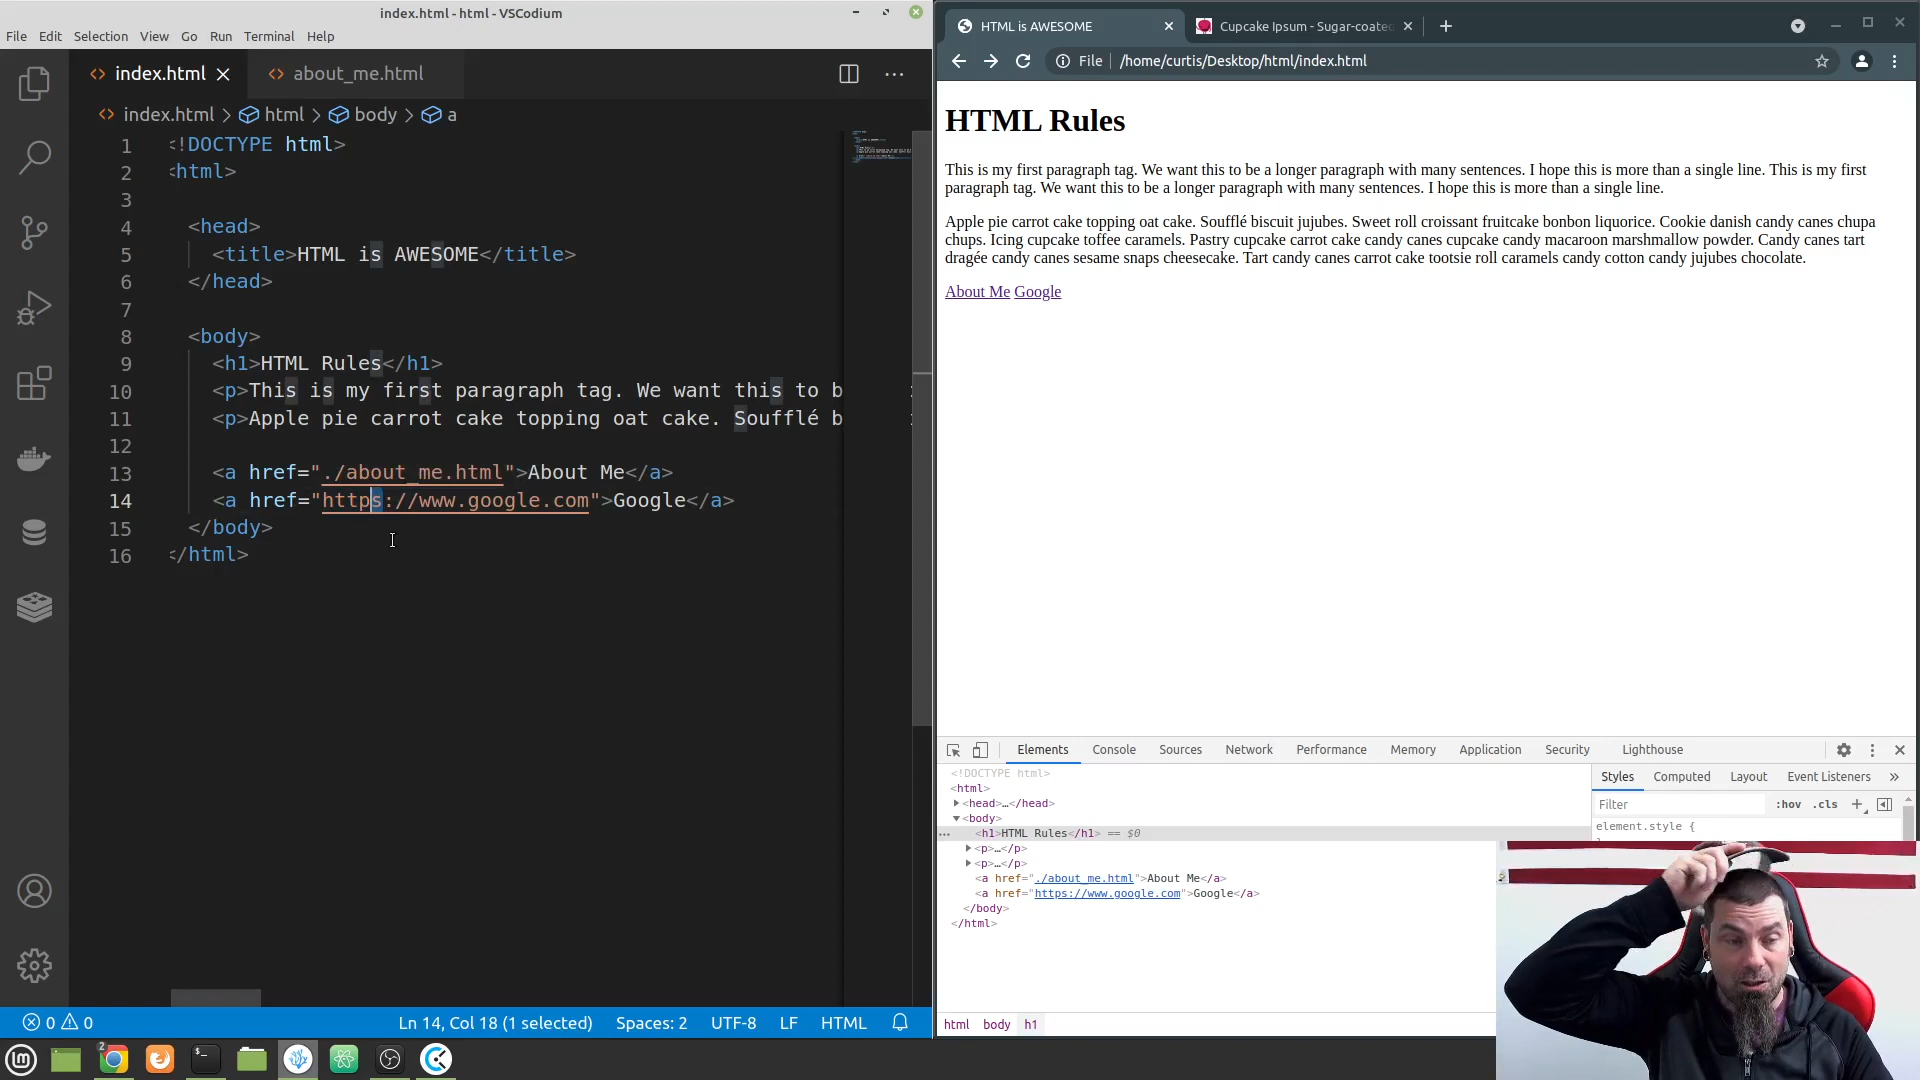 index.html - html - VSCodium
File Edit Selection View Go Run Terminal Help
index.html
about_me.html
index.html > html > body > a
1 <!DOCTYPE html>
2 <html>
3
4 <head>
5 <title>HTML is AWESOME</title>
6 </head>
7
8 <body>
9 <h1>HTML Rules</h1>
10 <p>This is my first paragraph tag. We want this to b
11 <p>Apple pie carrot cake topping oat cake. Soufflé b
12
13 <a href="./about_me.html">About Me</a>
14 <a href="https://www.google.com">Google</a>
15 </body>
16 </html>
0 0 Ln 14, Col 18 (1 selected) Spaces: 2 UTF-8 LF HTML
2
HTML is AWESOME
Cupcake Ipsum - Sugar-coated
File /home/curtis/Desktop/html/index.html
HTML Rules
This is my first paragraph tag. We want this to be a longer paragraph with many sentences. I hope this is more than a single line. This is my first
paragraph tag. We want this to be a longer paragraph with many sentences. I hope this is more than a single line.
Apple pie carrot cake topping oat cake. Soufflé biscuit jujubes. Sweet roll croissant fruitcake bonbon liquorice. Cookie danish candy canes chupa
chups. Icing cupcake toffee caramels. Pastry cupcake carrot cake candy canes cupcake candy macaroon marshmallow powder. Candy canes tart
dragée candy canes sesame snaps cheesecake. Tart candy canes carrot cake tootsie roll caramels candy cotton candy jujubes chocolate.
About Me Google
Elements Console Sources Network Performance Memory Application Security Lighthouse
<!DOCTYPE html>
<html>
<head>…</head>
<body>
<h1>HTML Rules</h1> == $0
<p>…</p>
<p>…</p>
<a href="./about_me.html">About Me</a>
<a href="https://www.google.com">Google</a>
</body>
</html>
html body h1
Styles Computed Layout Event Listeners »
Filter :hov .cls +
element.style {